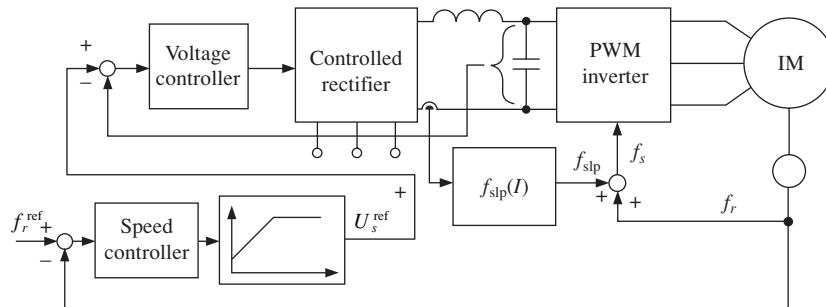 +
−
Voltage
controller
Controlled
rectifier
PWM
inverter
IM
f_slp(I)
f_slp
f_s
+
+
f_r
+
U_s^ref
f_r^ref
+
−
Speed
controller